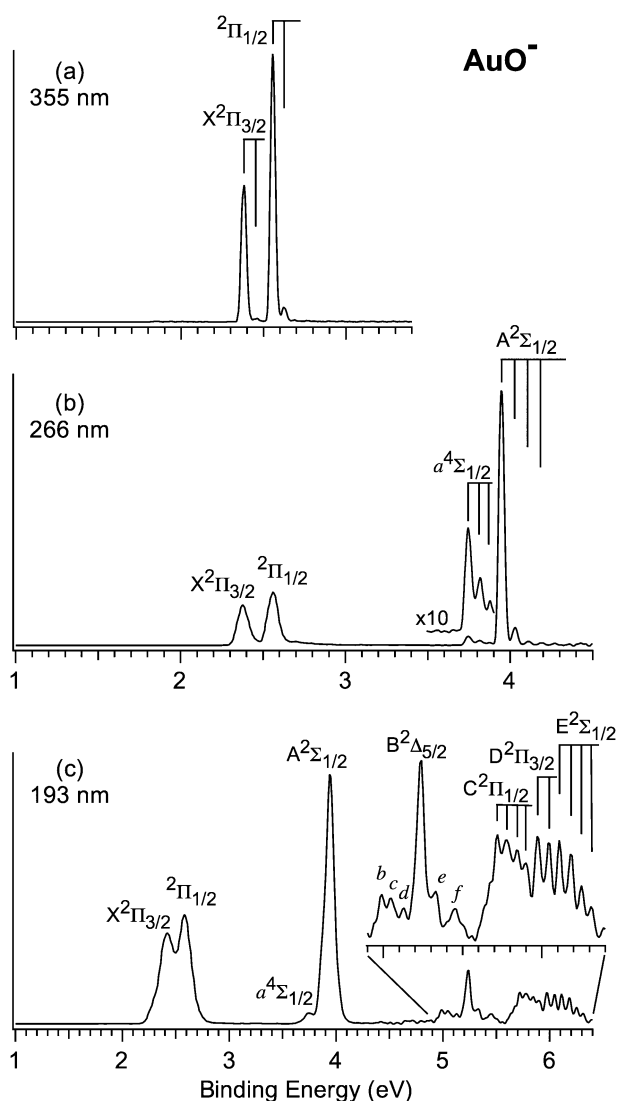 AuO⁻
(a)
355 nm
²Π₁/₂
X²Π₃/₂
(b)
266 nm
A²Σ₁/₂
a⁴Σ₁/₂
X²Π₃/₂
²Π₁/₂
x10
1 2 3 4
(c)
193 nm
A²Σ₁/₂
B²Δ₅/₂
E²Σ₁/₂
D²Π₃/₂
C²Π₁/₂
X²Π₃/₂
²Π₁/₂
b c d e f
a⁴Σ₁/₂
1 2 3 4 5 6
Binding Energy (eV)